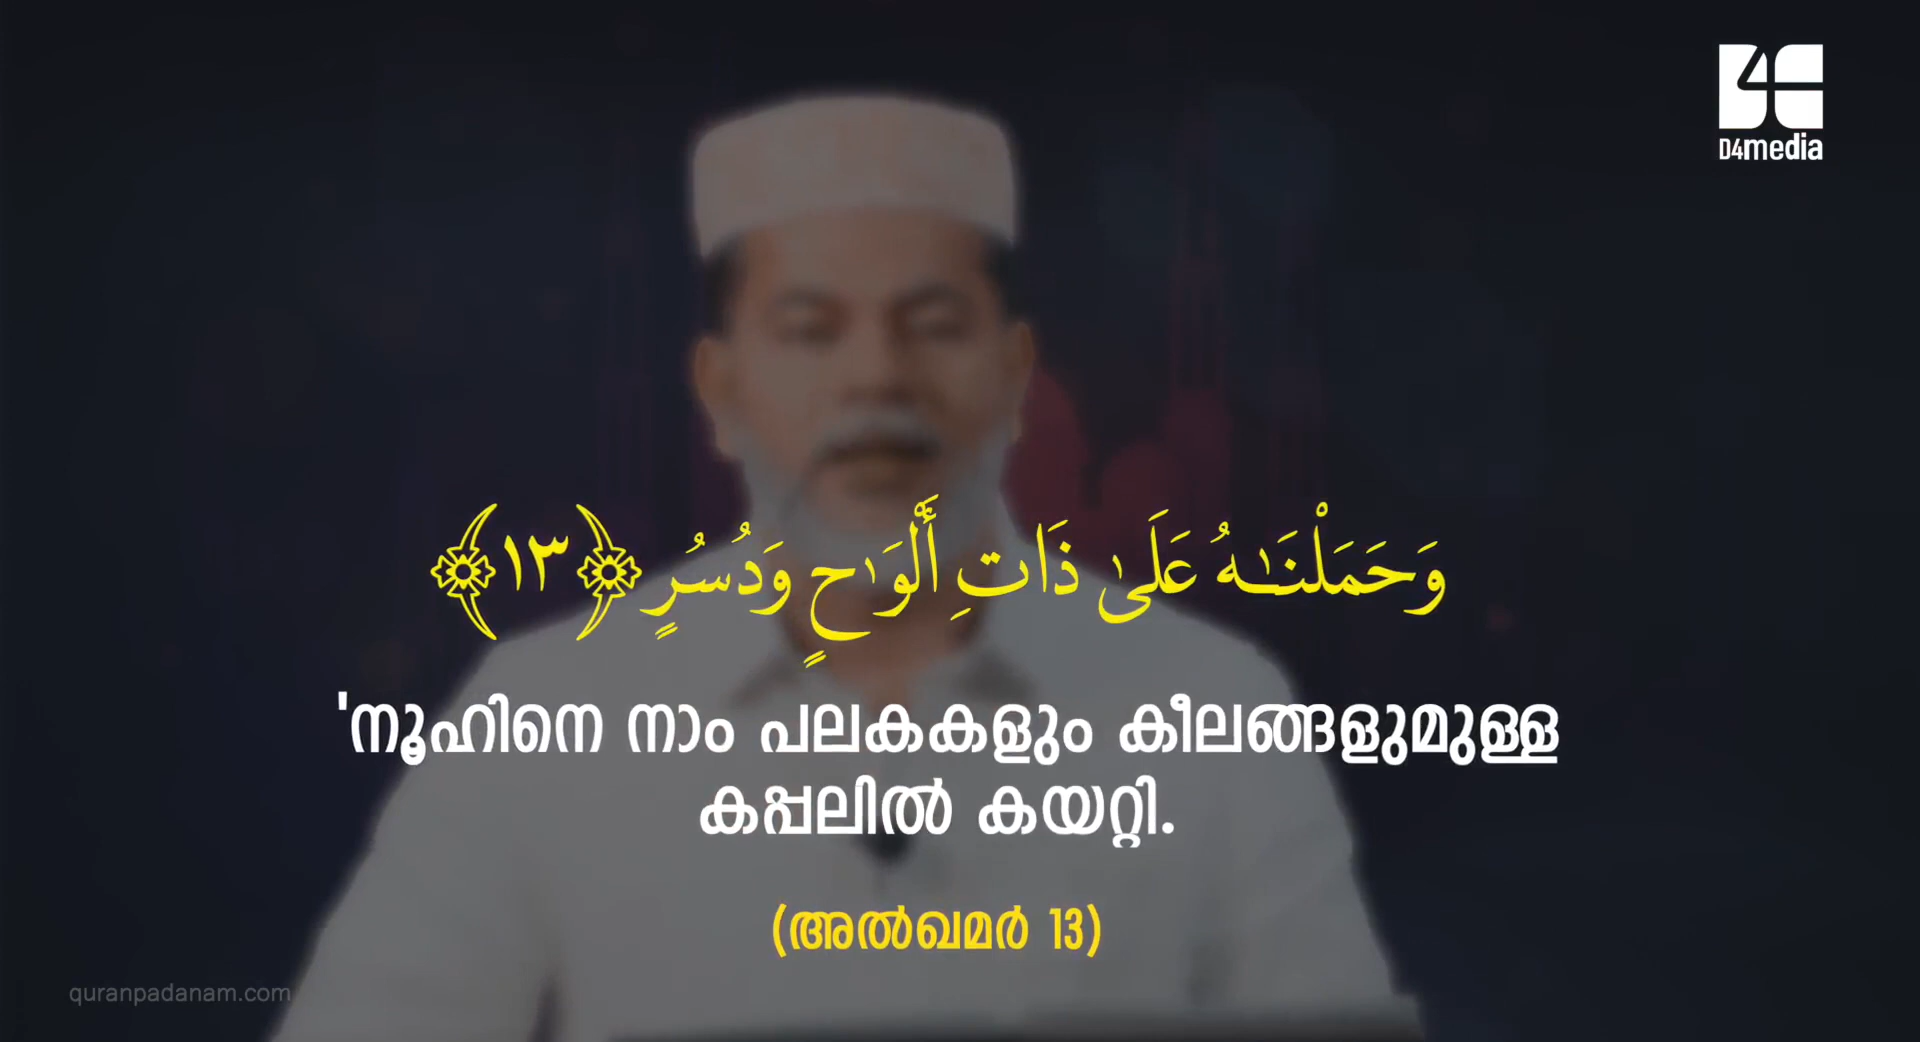 D4media
وَحَمَلْنَٰهُ عَلَىٰ ذَاتِ أَلْوَٰحٍ وَدُسُرٍ ﴿١٣﴾
'നൂഹിനെ നാം പലകകളും കീലങ്ങളുമുള്ള
കപ്പലിൽ കയറ്റി.
(അൽഖമർ 13)
quranpadanam.com